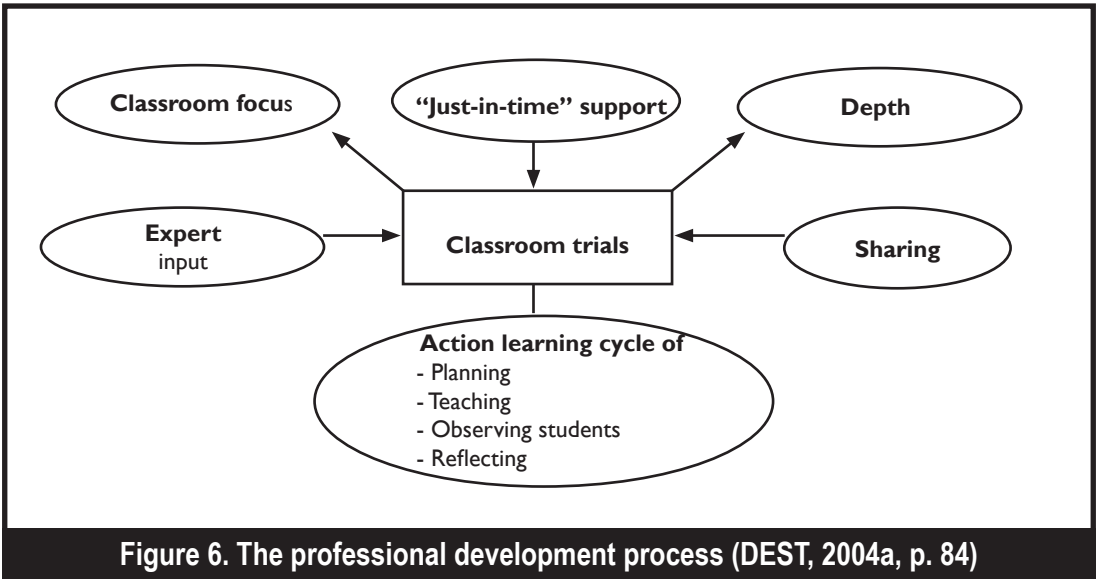 Classroom focus
“Just-in-time” support
Depth
Expert
input
Classroom trials
Sharing
Action learning cycle of
- Planning
- Teaching
- Observing students
- Reflecting
Figure 6. The professional development process (DEST, 2004a, p. 84)